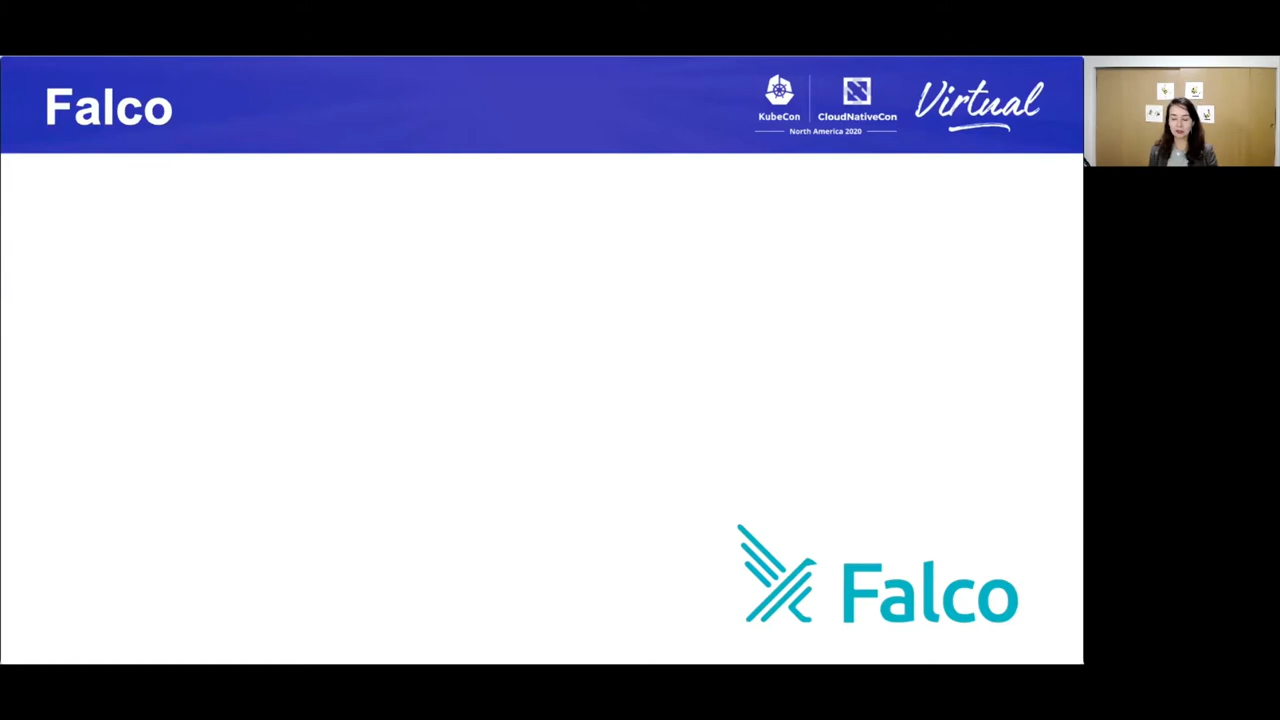 Falco
KubeCon
CloudNativeCon
North America 2020
Virtual
Falco